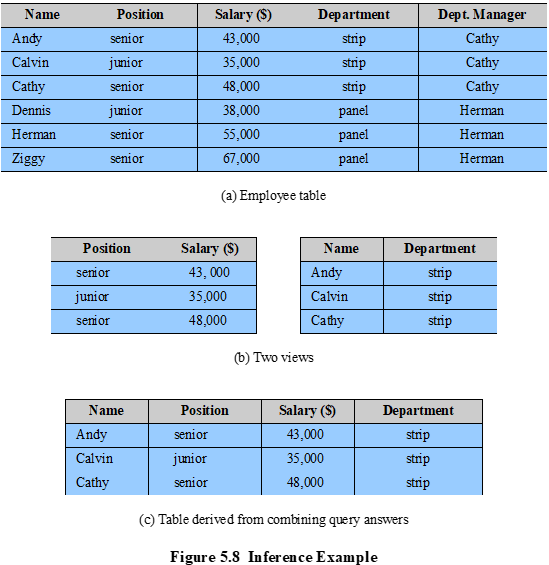 Name Position Salary ($) Department Dept. Manager
Andy senior 43,000 strip Cathy
Calvin junior 35,000 strip Cathy
Cathy senior 48,000 strip Cathy
Dennis junior 38,000 panel Herman
Herman senior 55,000 panel Herman
Ziggy senior 67,000 panel Herman
(a) Employee table
Position Salary ($)
senior 43, 000
junior 35,000
senior 48,000
Name Department
Andy strip
Calvin strip
Cathy strip
(b) Two views
Name Position Salary ($) Department
Andy senior 43,000 strip
Calvin junior 35,000 strip
Cathy senior 48,000 strip
(c) Table derived from combining query answers
Figure 5.8 Inference Example